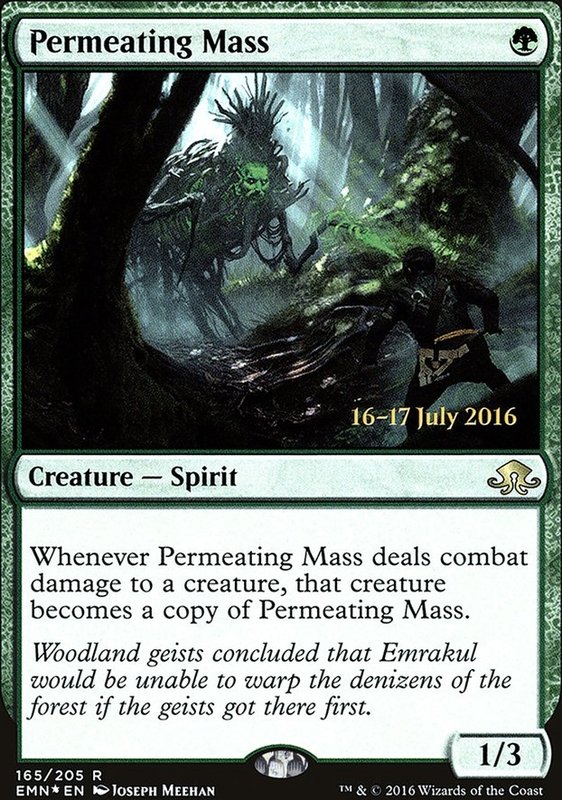 Permeating Mass
16–17 July 2016
Creature — Spirit
Whenever Permeating Mass deals combat
damage to a creature, that creature
becomes a copy of Permeating Mass.
Woodland geists concluded that Emrakul
would be unable to warp the denizens of the
forest if the geists got there first.
1/3
165/205 R
EMN★EN Joseph Meehan
™ & © 2016 Wizards of the Coast